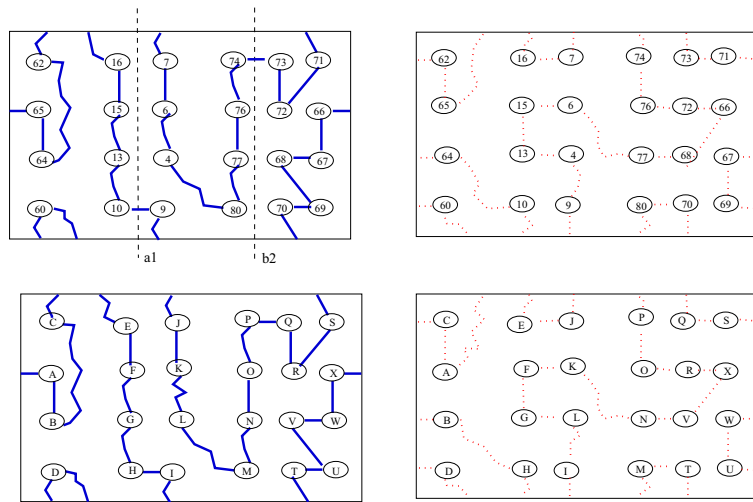 62 16 7 74 73 71
65 15 6 76 72 66
64 13 4 77 68 67
60 10 9 80 70 69
a1 b2
62 16 7 74 73 71
65 15 6 76 72 66
64 13 4 77 68 67
60 10 9 80 70 69
C E J P Q S
A F K O R X
B G L N V W
D H I M T U
C E J P Q S
A F K O R X
B G L N V W
D H I M T U